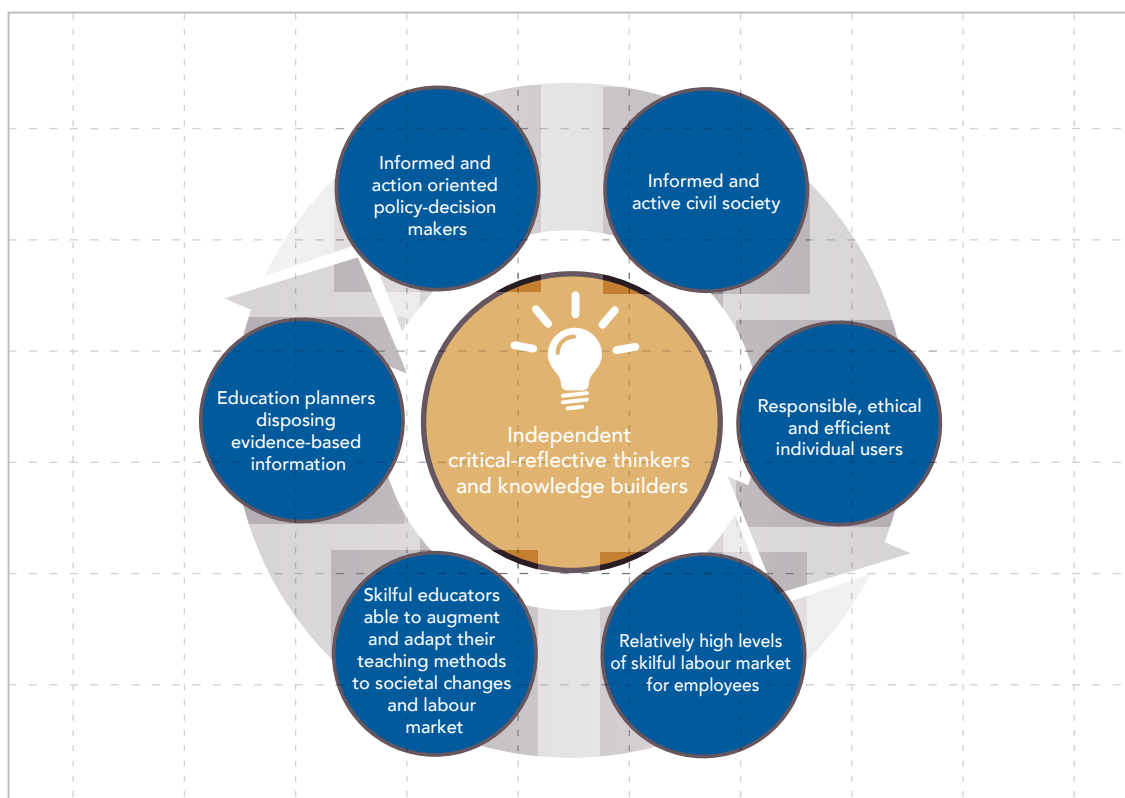 Informed and
action oriented
policy-decision
makers
Informed and
active civil society
Education planners
disposing
evidence-based
information
Independent
critical-reflective thinkers
and knowledge builders
Responsible, ethical
and efficient
individual users
Skilful educators
able to augment
and adapt their
teaching methods
to societal changes
and labour
market
Relatively high levels
of skilful labour market
for employees